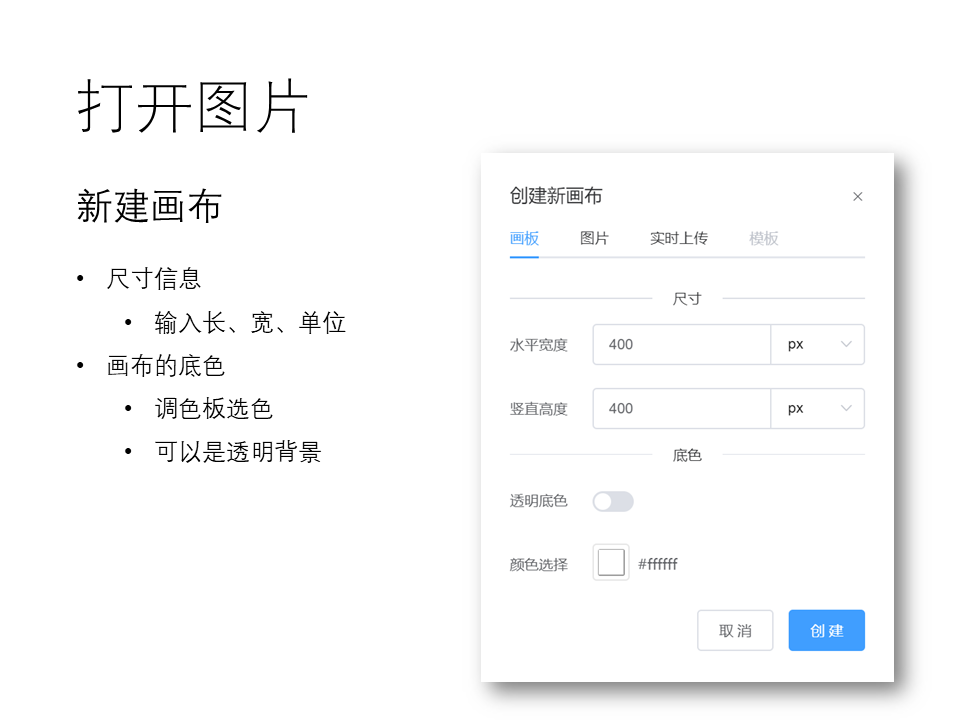 打开图片
新建画布
• 尺寸信息
• 输入长、宽、单位
• 画布的底色
• 调色板选色
• 可以是透明背景
创建新画布 ×
画板 图片 实时上传 模板
尺寸
水平宽度 400 px
竖直高度 400 px
底色
透明底色
颜色选择 #ffffff
取消 创建